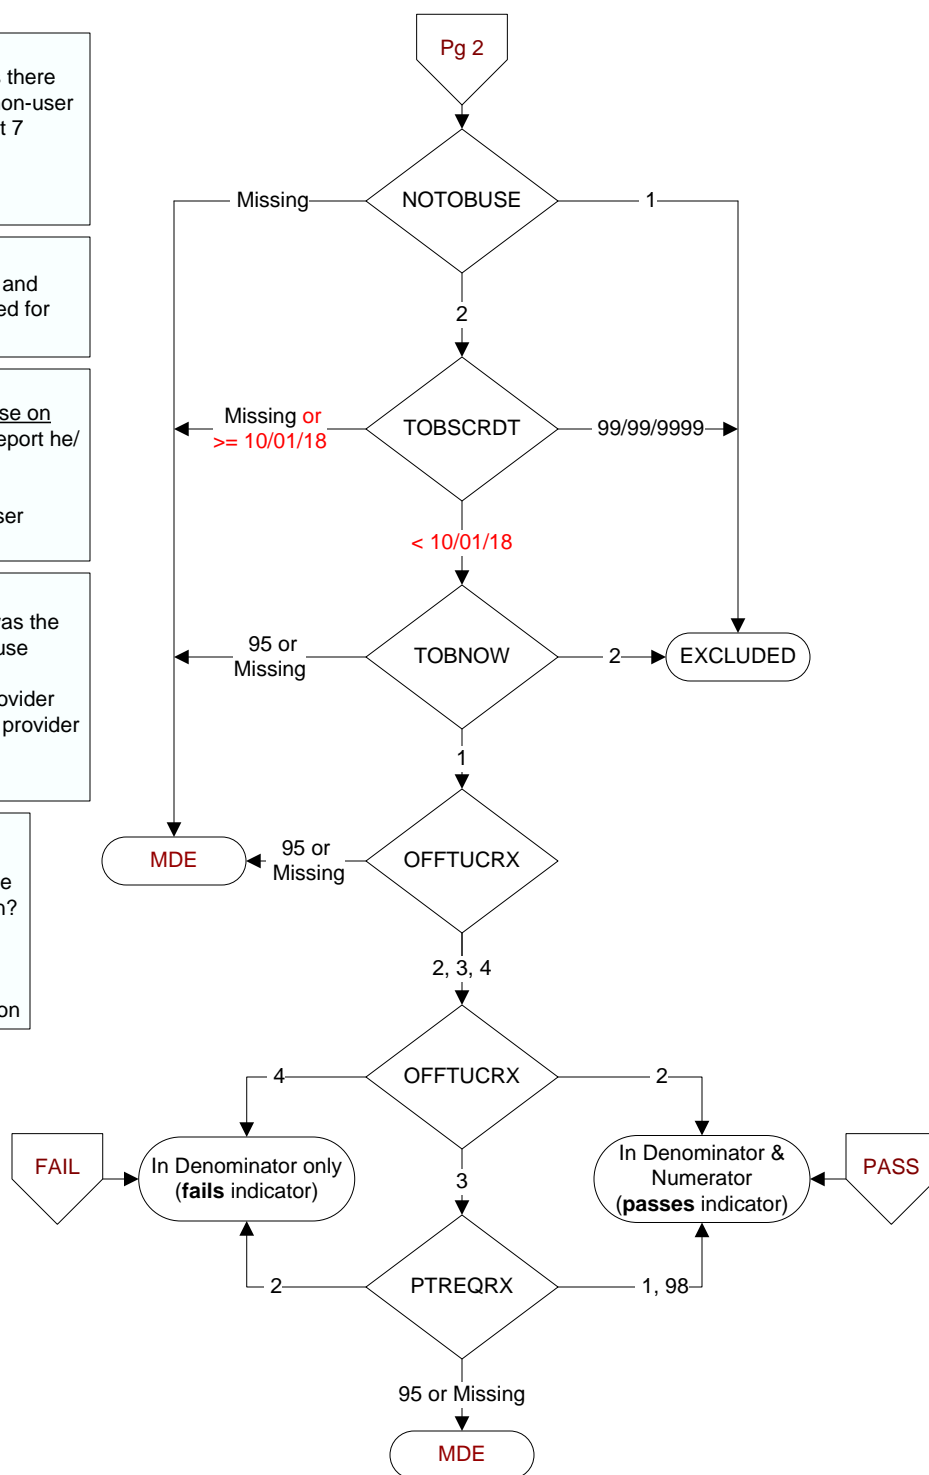 Pg 2
there
on-user
t 7
NOTOBUSE
Missing
1
2
and
ed for
TOBSCRDT
Missing or
>= 10/01/18
99/99/9999
se on
eport he/
ser
< 10/01/18
TOBNOW
95 or
Missing
2
EXCLUDED
as the
use
ovider
provider
1
OFFTUCRX
95 or
Missing
MDE
e
n?
on
2, 3, 4
OFFTUCRX
4
2
FAIL
In Denominator only
(fails indicator)
In Denominator &
Numerator
(passes indicator)
PASS
3
PTREQRX
2
1, 98
95 or Missing
MDE